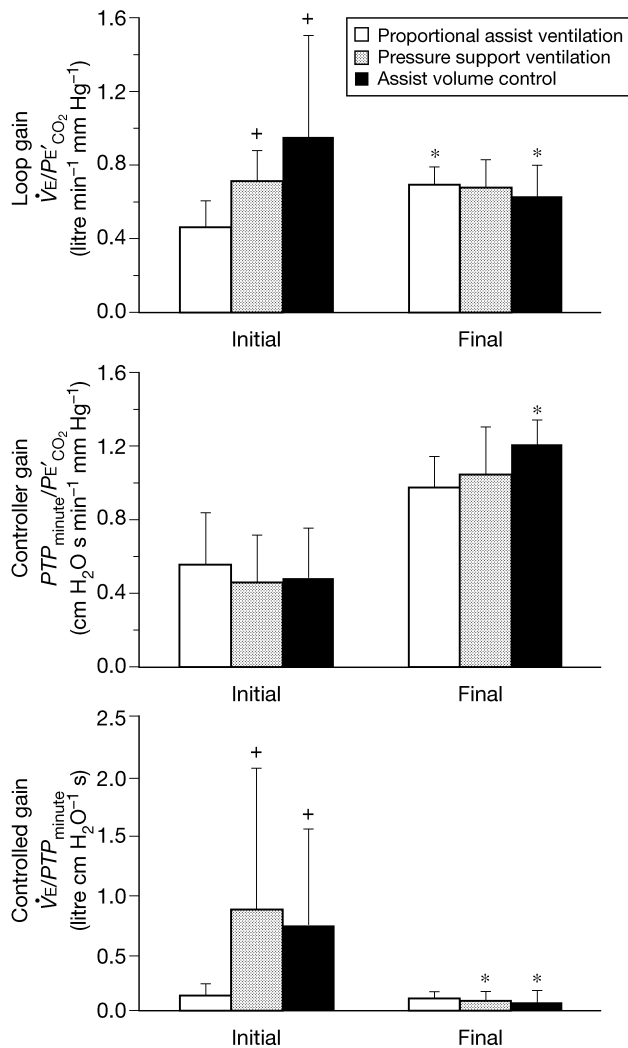 Proportional assist ventilation
Pressure support ventilation
Assist volume control
Loop gain
V̇E/PE′CO₂
(litre min⁻¹ mm Hg⁻¹)
1.6
1.2
0.8
0.4
0.0
+
+
*
*
Initial
Final
Controller gain
PTPminute/PE′CO₂
(cm H₂O s min⁻¹ mm Hg⁻¹)
1.6
1.2
0.8
0.4
0.0
*
Initial
Final
Controlled gain
V̇E/PTPminute
(litre cm H₂O⁻¹ s)
2.5
2.0
1.5
1.0
0.5
0.0
+
+
*
*
Initial
Final